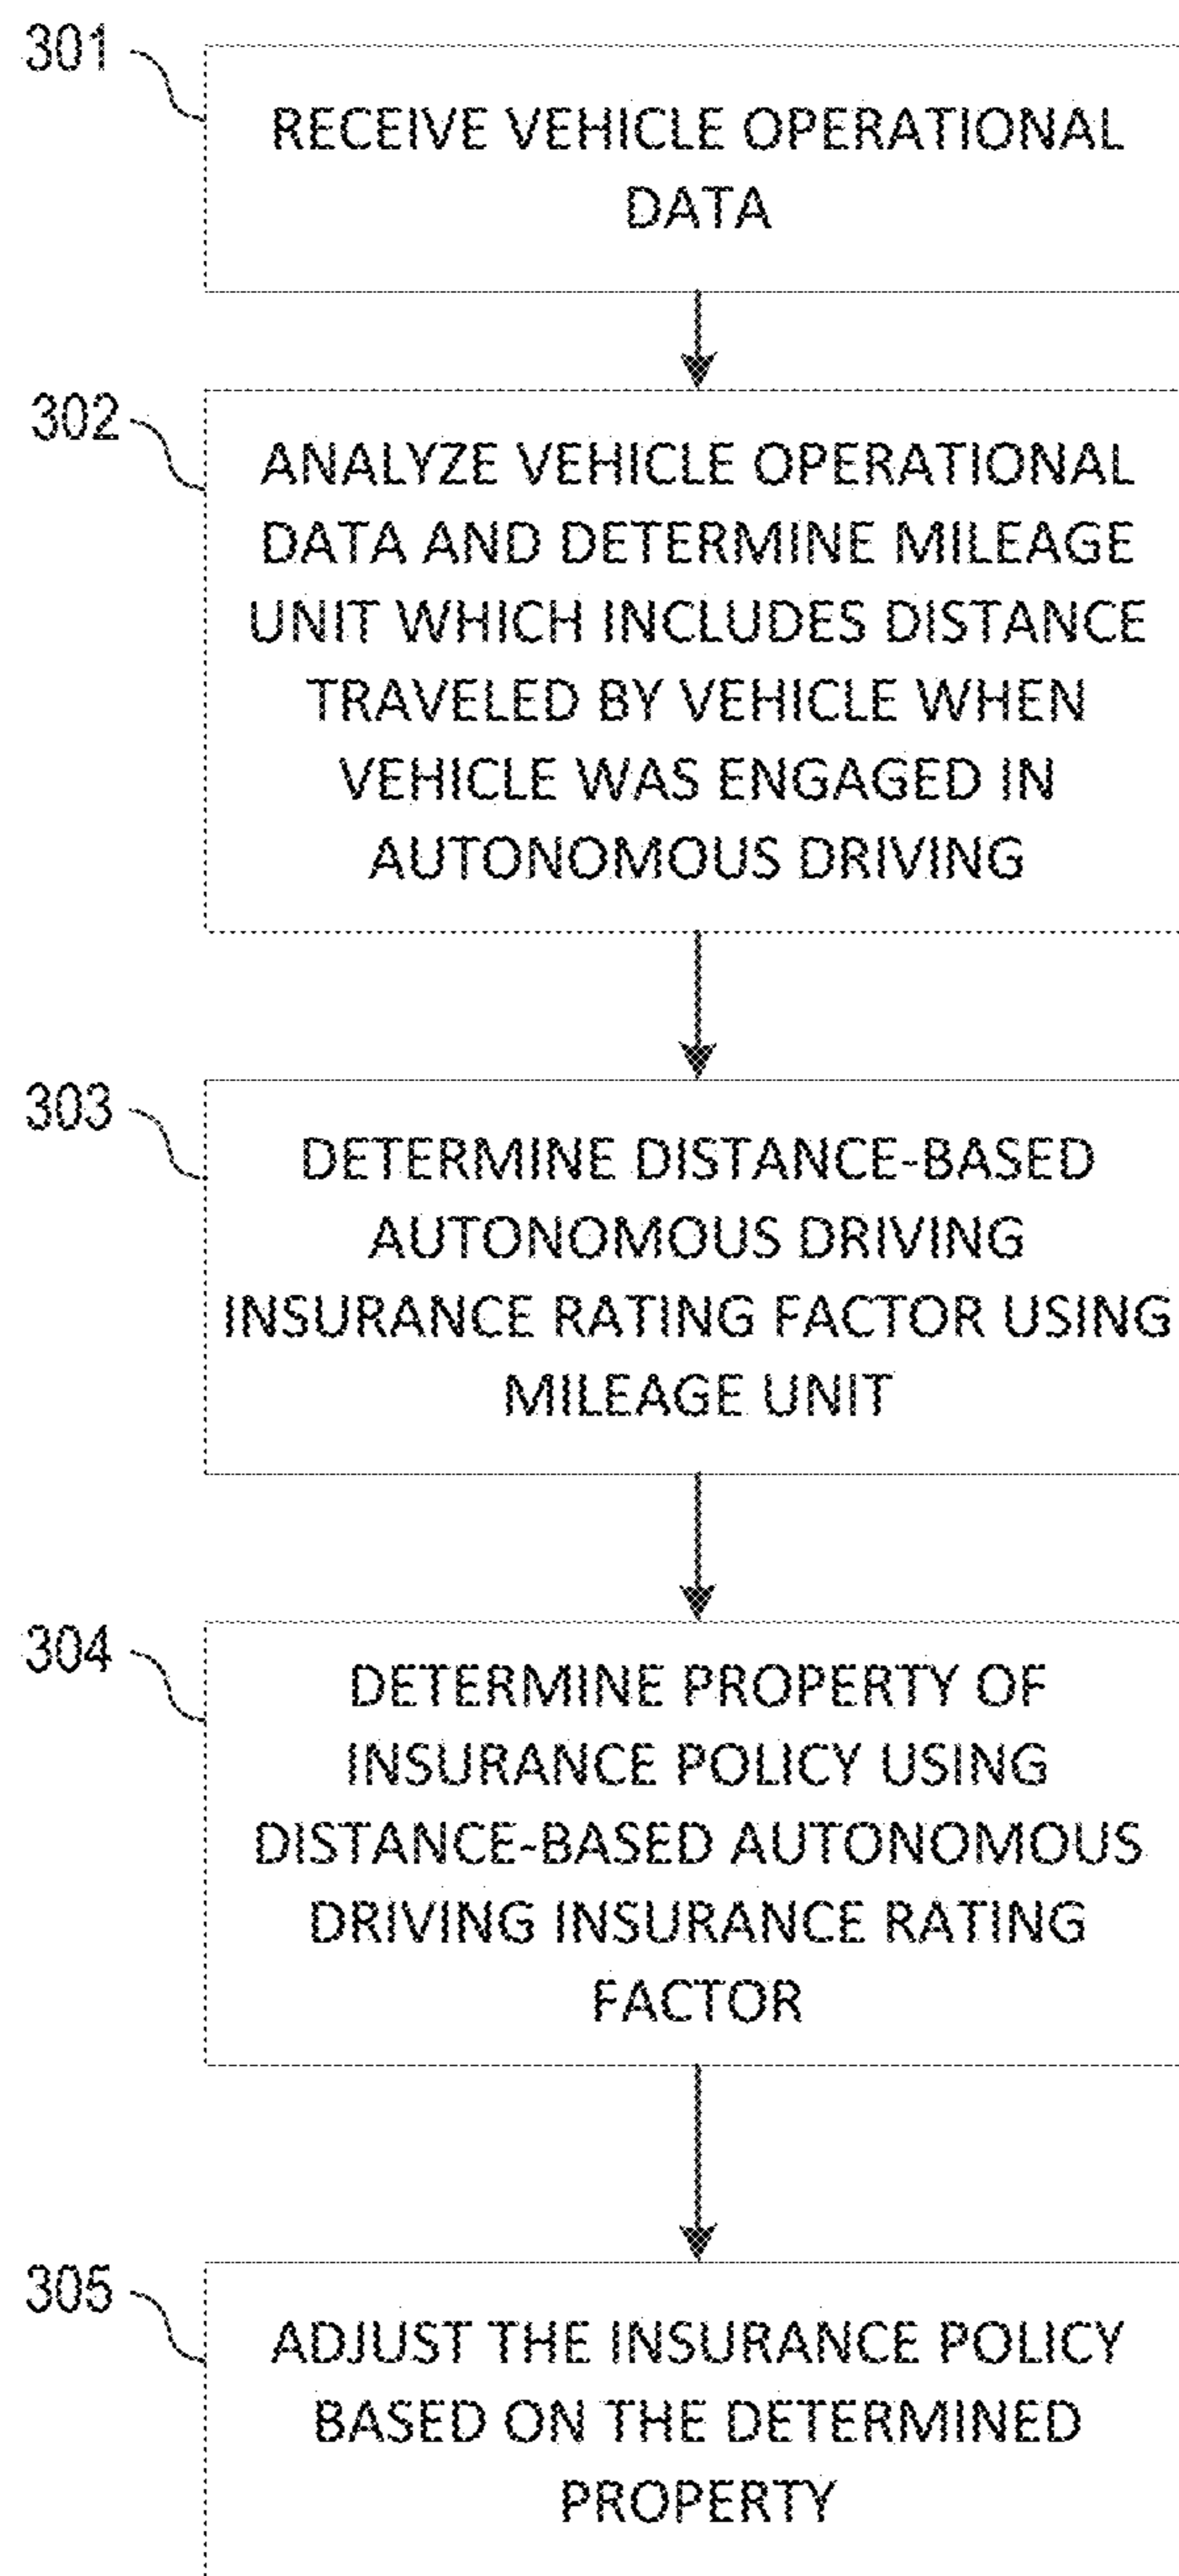 301
RECEIVE VEHICLE OPERATIONAL
DATA
302
ANALYZE VEHICLE OPERATIONAL
DATA AND DETERMINE MILEAGE
UNIT WHICH INCLUDES DISTANCE
TRAVELED BY VEHICLE WHEN
VEHICLE WAS ENGAGED IN
AUTONOMOUS DRIVING
303
DETERMINE DISTANCE-BASED
AUTONOMOUS DRIVING
INSURANCE RATING FACTOR USING
MILEAGE UNIT
304
DETERMINE PROPERTY OF
INSURANCE POLICY USING
DISTANCE-BASED AUTONOMOUS
DRIVING INSURANCE RATING
FACTOR
305
ADJUST THE INSURANCE POLICY
BASED ON THE DETERMINED
PROPERTY